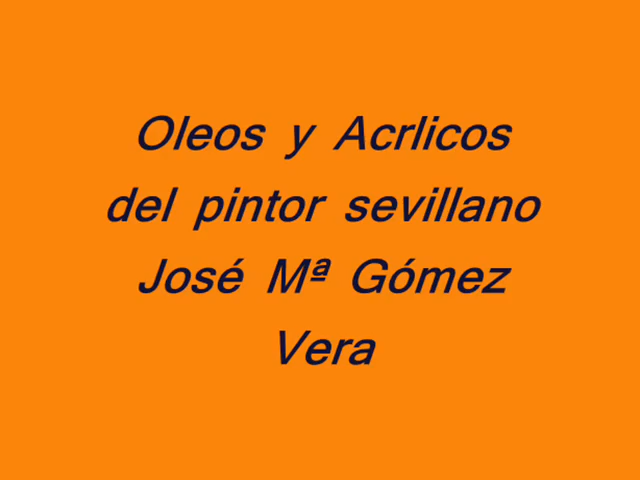 Oleos y Acrlicos
del pintor sevillano
José Mª Gómez
Vera